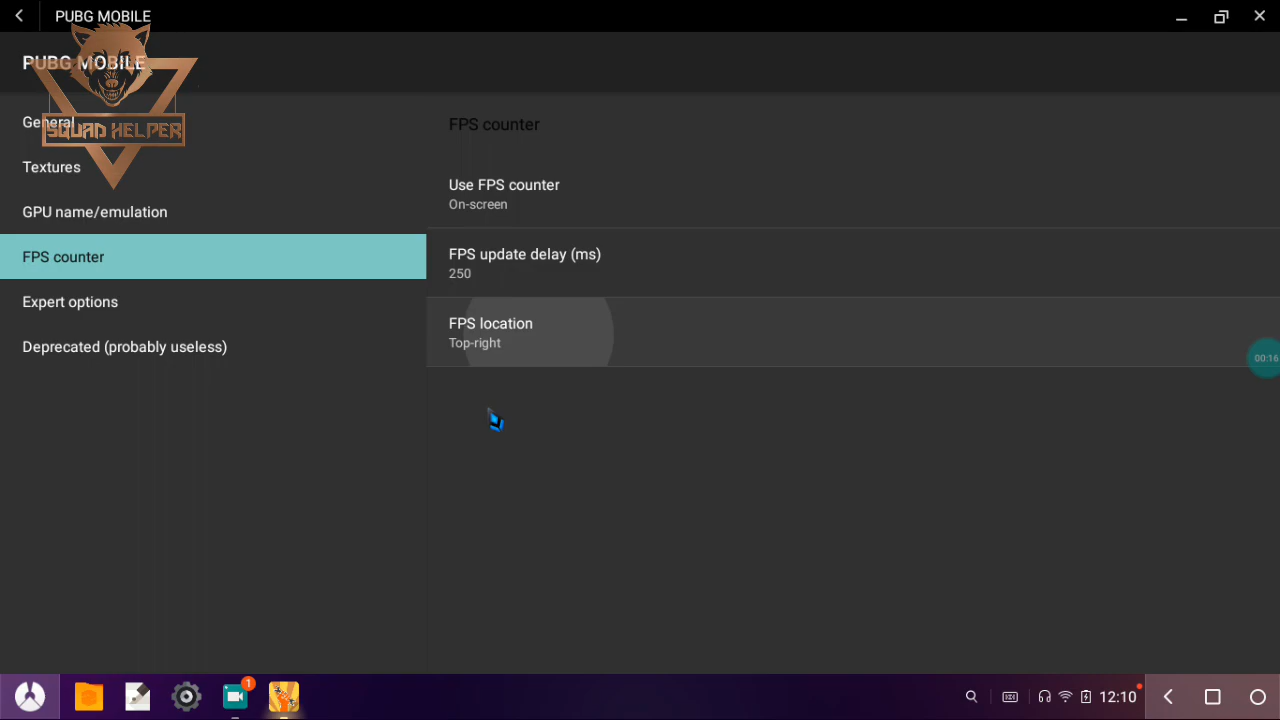 PUBG MOBILE
PUBG MOBILE
General
SQUAD HELPER
Textures
GPU name/emulation
FPS counter
Expert options
Deprecated (probably useless)
FPS counter
Use FPS counter
On-screen
FPS update delay (ms)
250
FPS location
Top-right
00:16
1
12:10